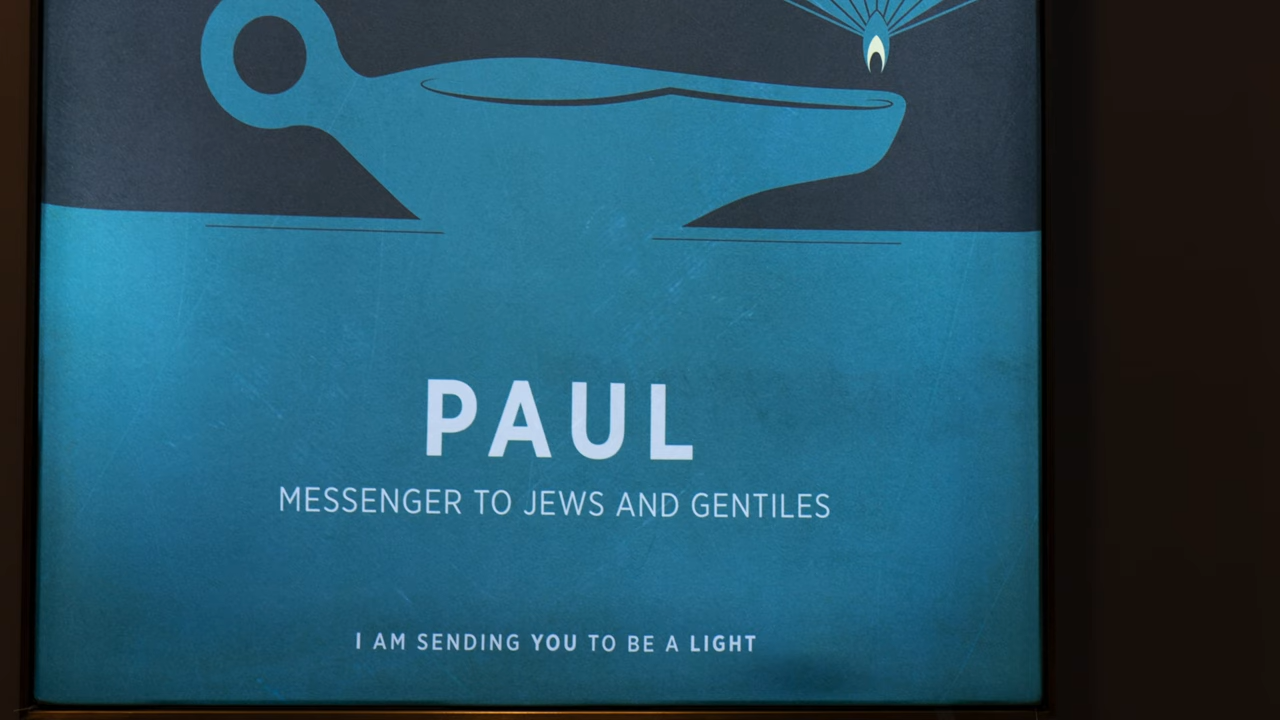 PAUL
MESSENGER TO JEWS AND GENTILES
I AM SENDING YOU TO BE A LIGHT